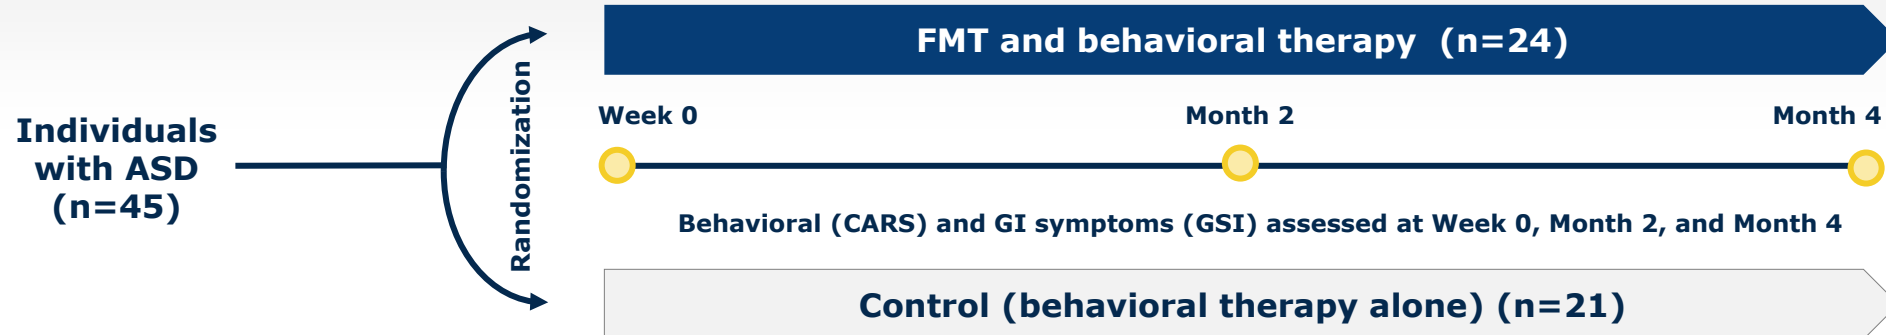 FMT and behavioral therapy (n=24)
Week 0
Month 2
Month 4
Individuals
with ASD
(n=45)
Randomization
Behavioral (CARS) and GI symptoms (GSI) assessed at Week 0, Month 2, and Month 4
Control (behavioral therapy alone) (n=21)